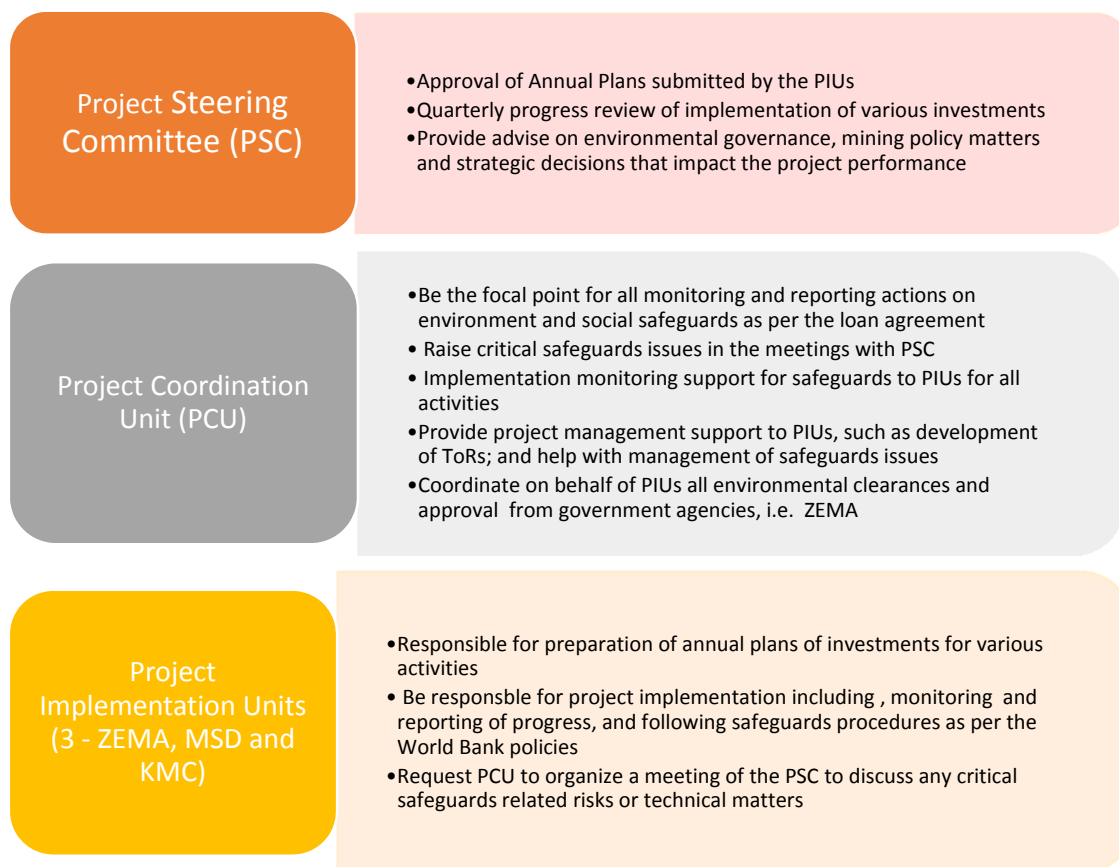 Project Steering
Committee (PSC)
•Approval of Annual Plans submitted by the PIUs
•Quarterly progress review of implementation of various investments
•Provide advise on environmental governance, mining policy matters
and strategic decisions that impact the project performance
Project Coordination
Unit (PCU)
•Be the focal point for all monitoring and reporting actions on
environment and social safeguards as per the loan agreement
• Raise critical safeguards issues in the meetings with PSC
• Implementation monitoring support for safeguards to PIUs for all
activities
•Provide project management support to PIUs, such as development
of ToRs; and help with management of safeguards issues
•Coordinate on behalf of PIUs all environmental clearances and
approval  from government agencies, i.e.  ZEMA
Project
Implementation Units
(3 - ZEMA, MSD and
KMC)
•Responsible for preparation of annual plans of investments for various
activities
• Be responsble for project implementation including , monitoring  and
reporting of progress, and following safeguards procedures as per the
World Bank policies
•Request PCU to organize a meeting of the PSC to discuss any critical
safeguards related risks or technical matters